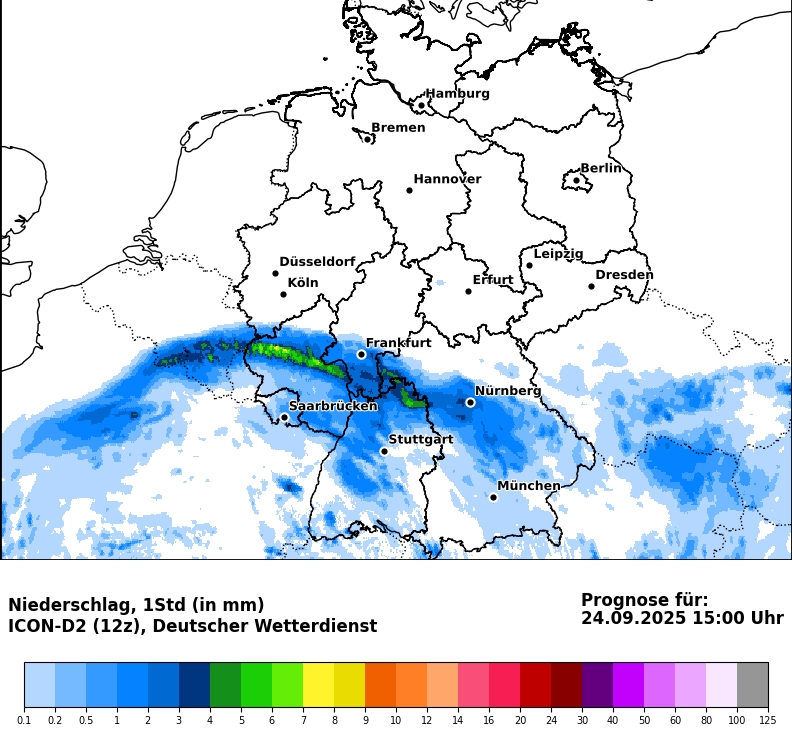 Hamburg
Bremen
Berlin
Hannover
Leipzig
Düsseldorf
Dresden
Köln
Erfurt
Frankfurt
Nürnberg
Saarbrücken
Stuttgart
München
Niederschlag, 1Std (in mm)
ICON-D2 (12z), Deutscher Wetterdienst
Prognose für:
24.09.2025 15:00 Uhr
0.1 0.2 0.5 1 2 3 4 5 6 7 8 9 10 12 14 16 20 24 30 40 50 60 80 100 125